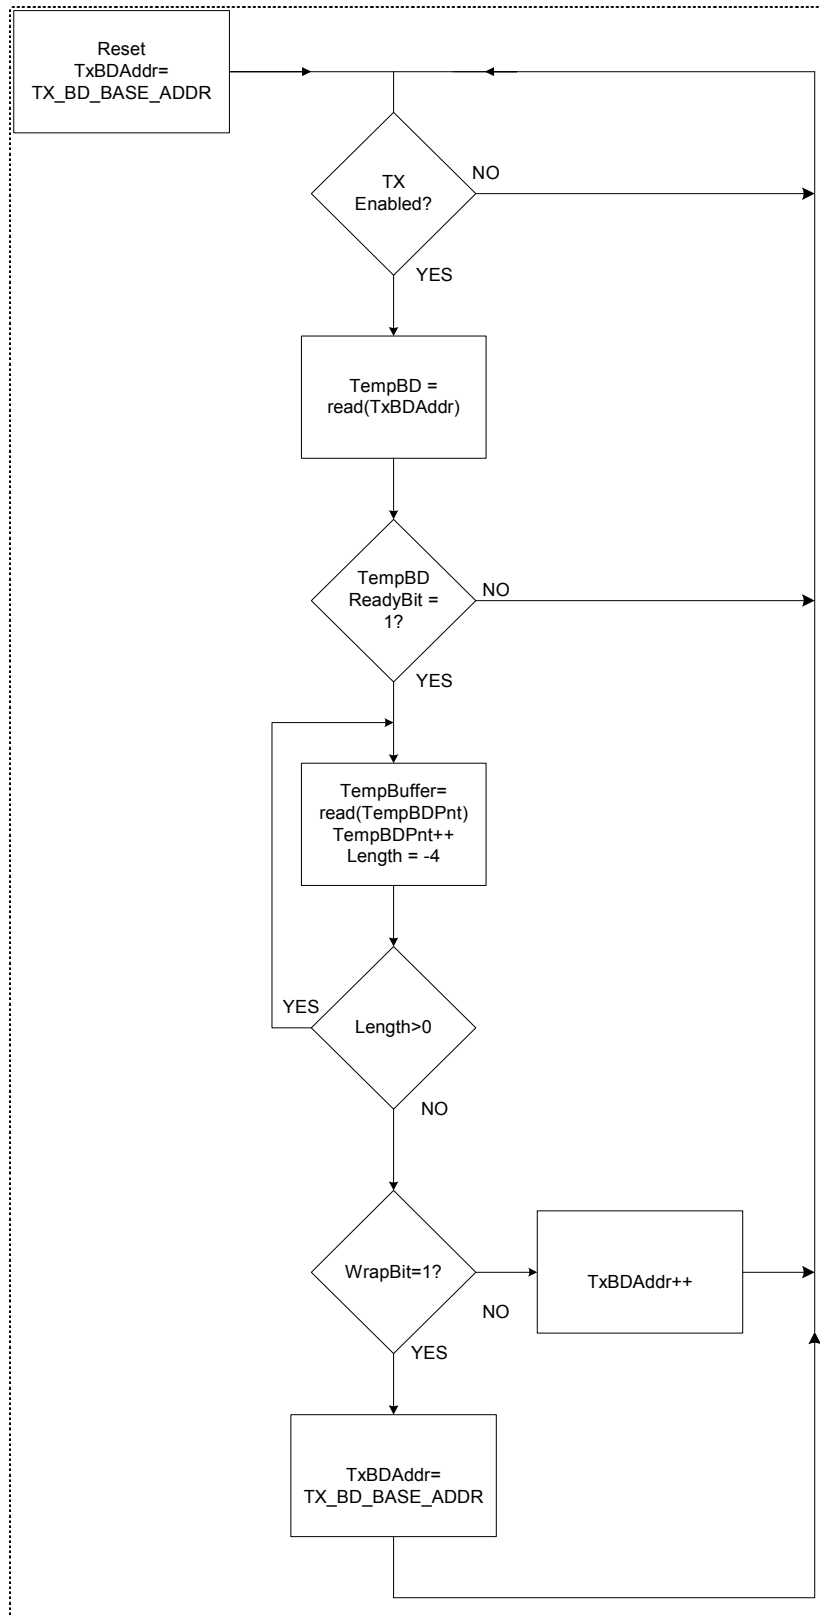 Reset
TxBDAddr=
TX_BD_BASE_ADDR
TX
Enabled?
NO
YES
TempBD =
read(TxBDAddr)
TempBD
ReadyBit =
1?
NO
YES
TempBuffer=
read(TempBDPnt)
TempBDPnt++
Length = -4
YES
Length>0
NO
WrapBit=1?
NO
TxBDAddr++
YES
TxBDAddr=
TX_BD_BASE_ADDR